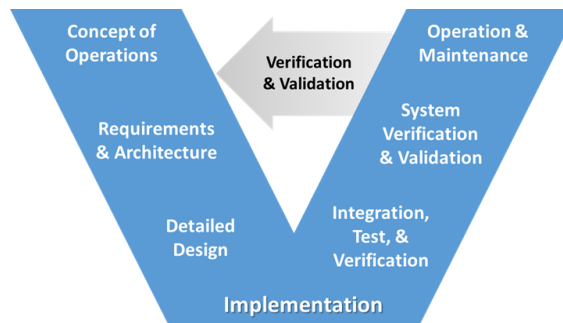 Concept of
Operations
Requirements
& Architecture
Detailed
Design
Implementation
Integration,
Test, &
Verification
System
Verification
& Validation
Operation &
Maintenance
Verification
& Validation